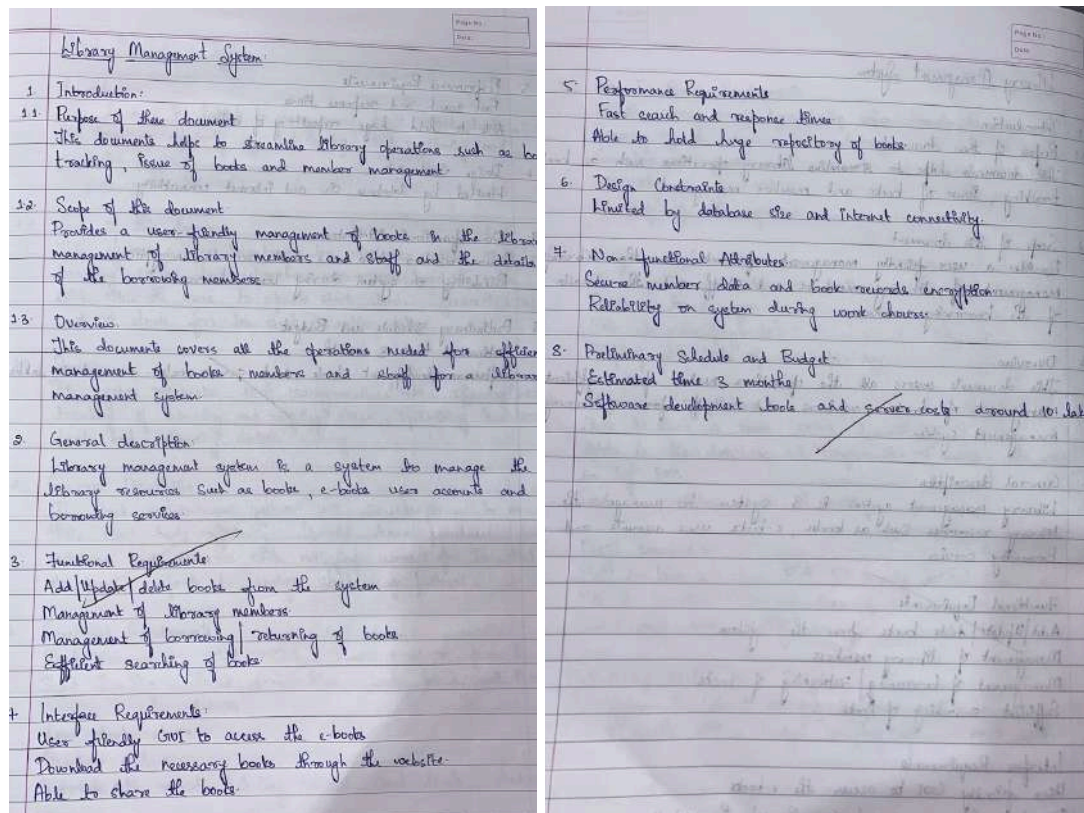 Page No:
Date:
Library Management System
1 Introduction:
1.1. Purpose of these document
This documents helps to streamline library operations such as bo
tracking, issue of books and member management.
1.2. Scope of this document
Provides a user-friendly management of books in the librar
management of library members and staff and the details
of the borrowing members.
1.3. Overview
This documents covers all the operations needed for efficien
management of books, members and staff for a librar
management system.
2. General description:
Library management system is a system to manage the
library resources such as books, e-books user accounts and
borrowing services.
3. Functional Requirements:
Add/Update/delete books from the system
Management of library members.
Management of borrowing/returning of books
Efficient searching of books.
Interface Requirements:
User friendly GUI to access the e-books
Download the necessary books through the website.
Able to share the books.
Page No:
Date:
5. Performance Requirements
Fast search and response times
Able to hold huge repository of books.
6. Design Constraints
Limited by database size and internet connectivity.
7. Non-functional Attributes
Secure member data and book records encryption
Reliability on system during work hours.
8. Preliminary Schedule and Budget
Estimated time 3 months
Software development tools and server costs around 10 lak